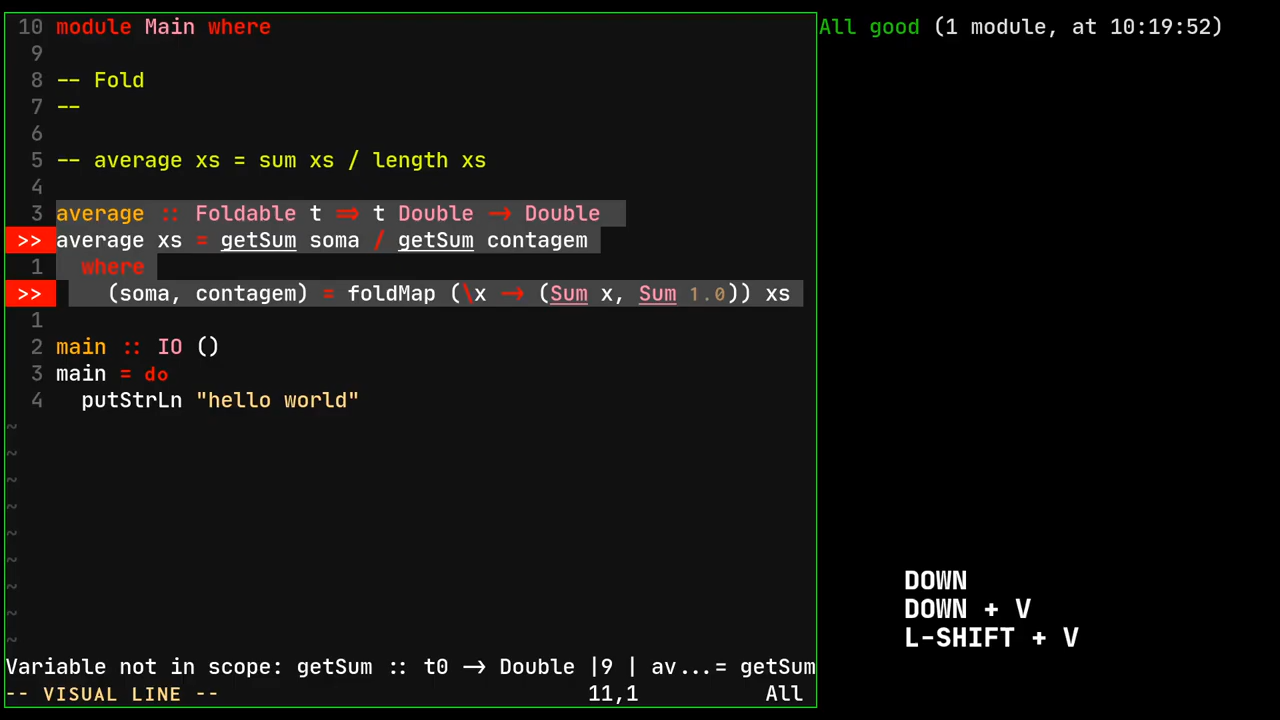 10 module Main where
9
8 -- Fold
7 --
6
5 -- average xs = sum xs / length xs
4
3 average :: Foldable t ⇒ t Double → Double
>> average xs = getSum soma / getSum contagem
1 where
>> (soma, contagem) = foldMap (\x → (Sum x, Sum 1.0)) xs
1
2 main :: IO ()
3 main = do
4 putStrLn "hello world"
~
~
~
~
~
~
~
~
~
Variable not in scope: getSum :: t0 → Double |9 | av...= getSum
-- VISUAL LINE -- 11,1 All
All good (1 module, at 10:19:52)
DOWN
DOWN + V
L-SHIFT + V